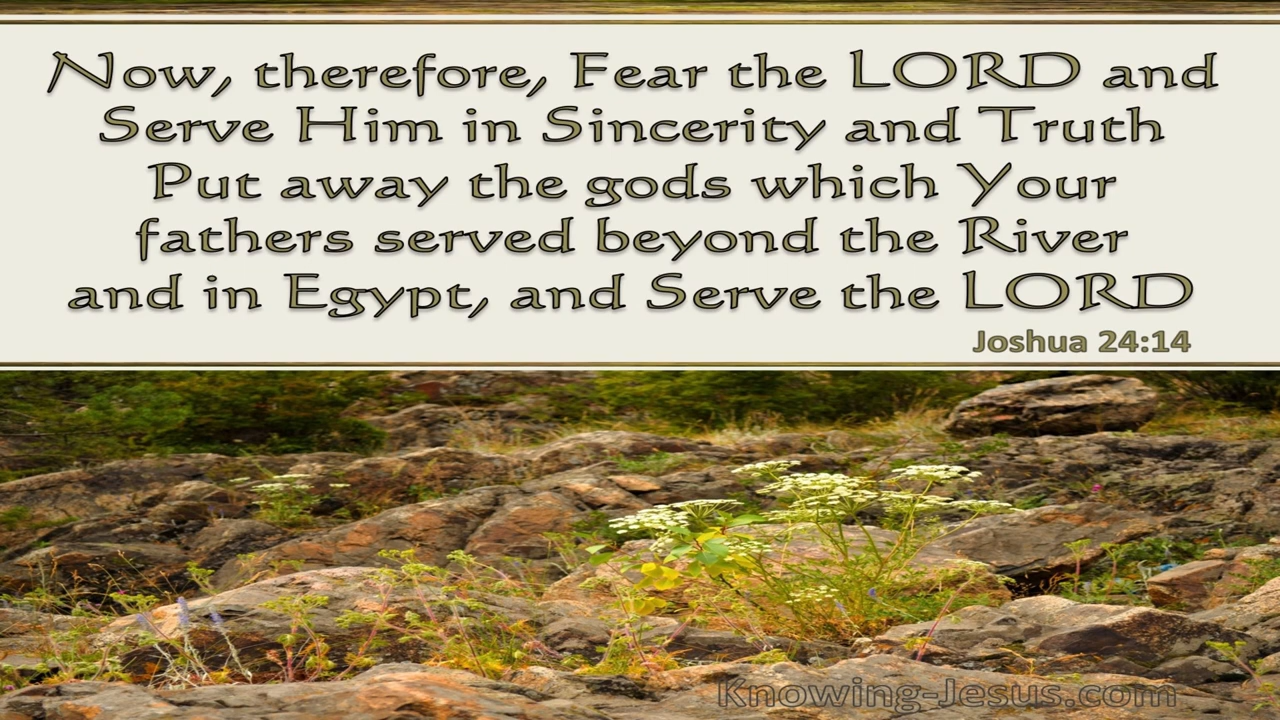 Now, therefore, Fear the LORD and
Serve Him in Sincerity and Truth
Put away the gods which Your
fathers served beyond the River
and in Egypt, and Serve the LORD
Joshua 24:14
Knowing-Jesus.com